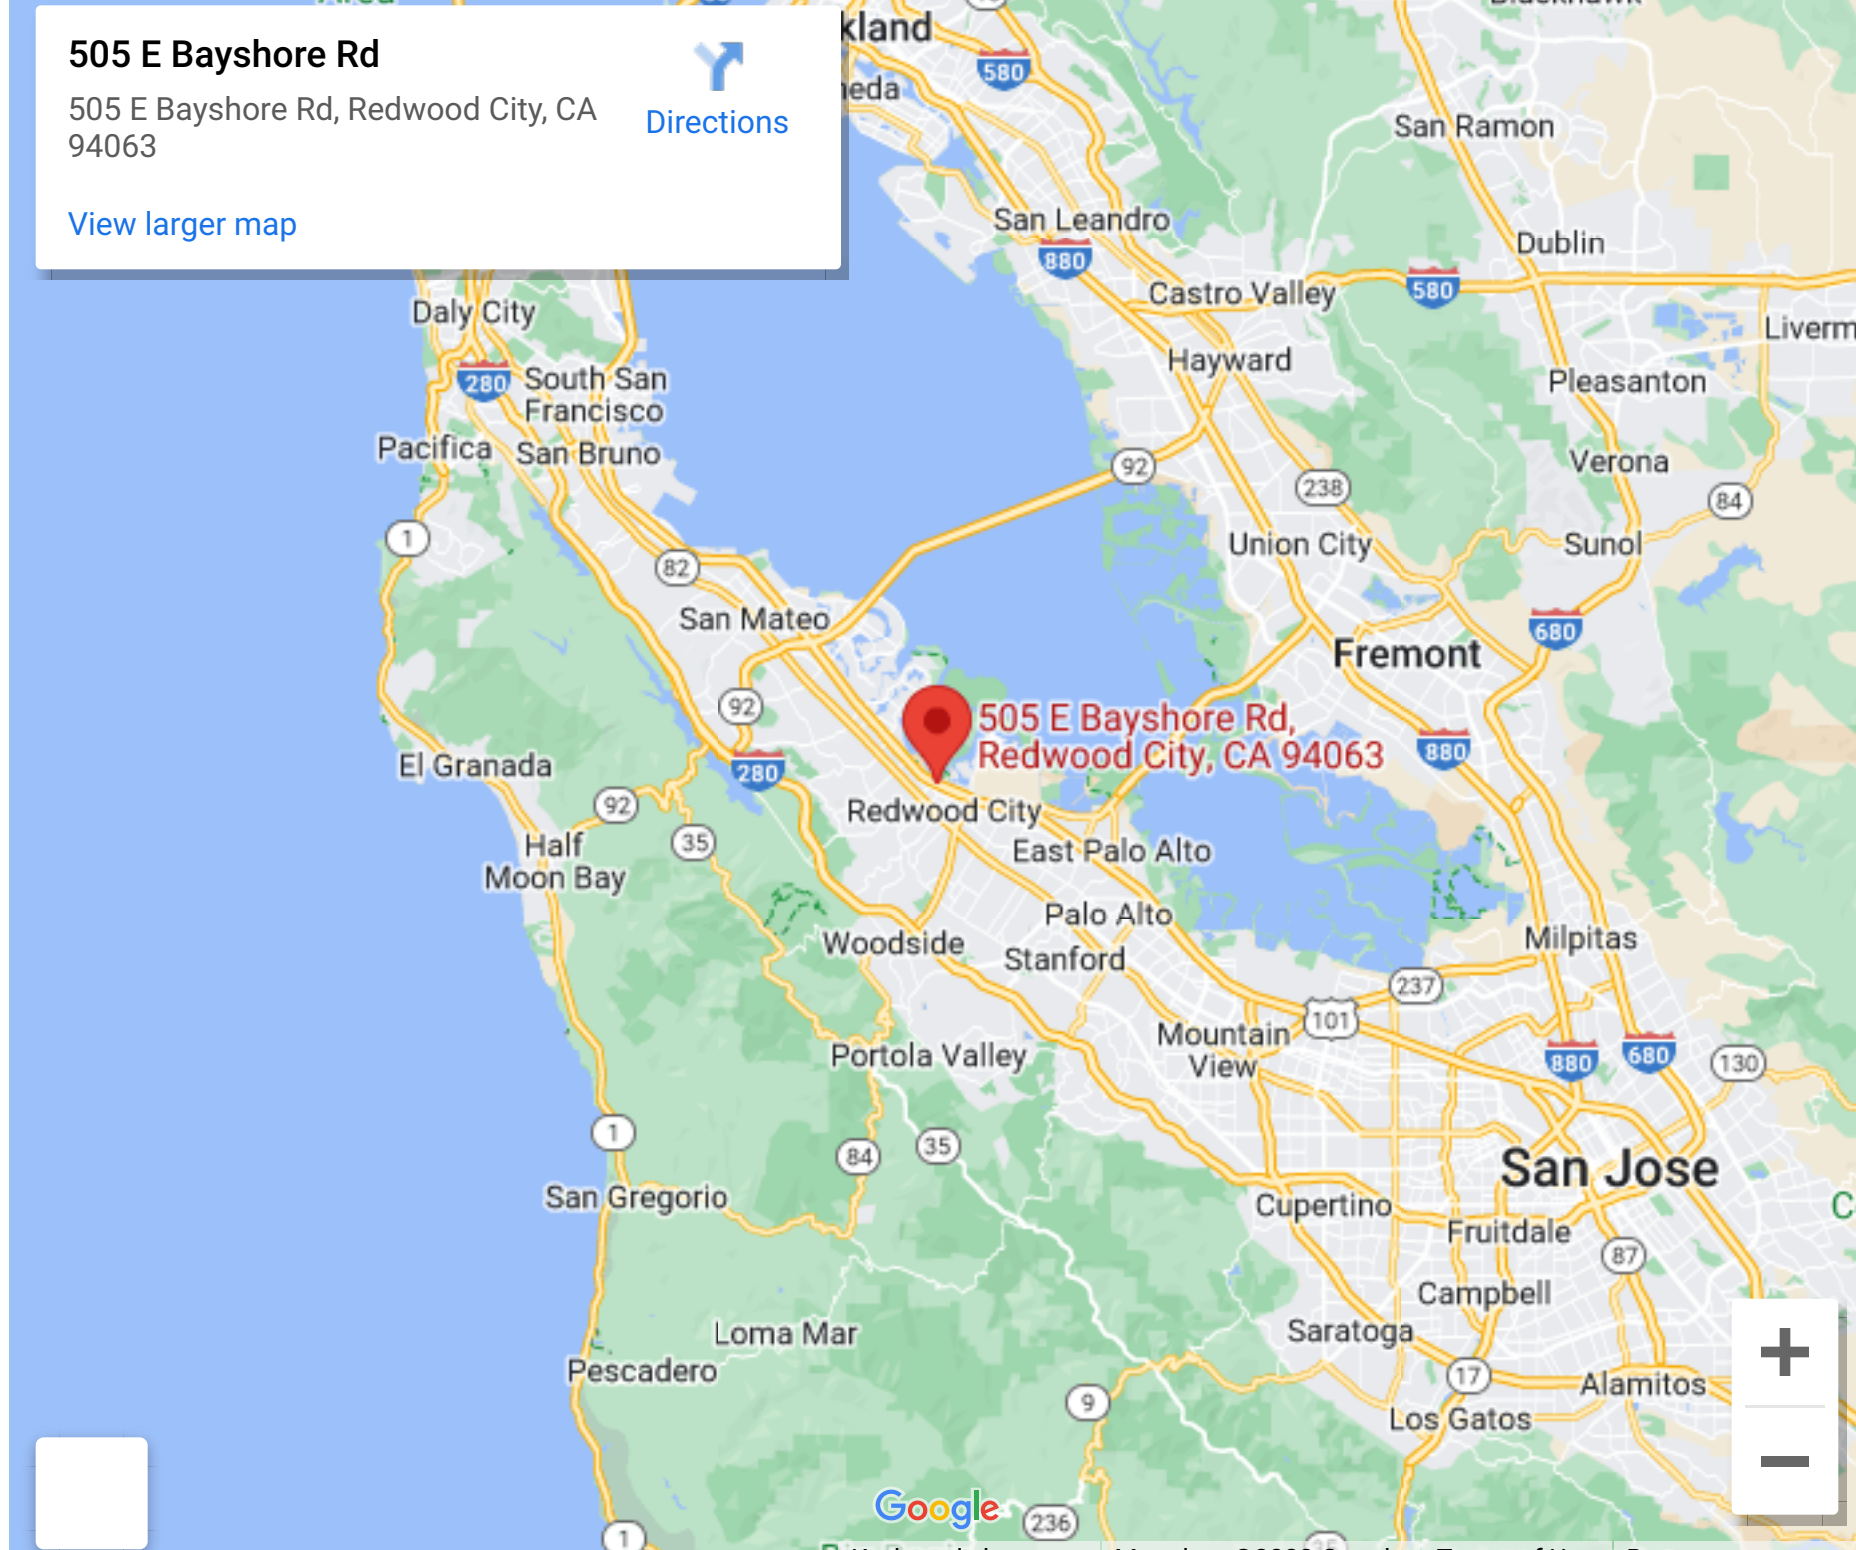 505 E Bayshore Rd
505 E Bayshore Rd, Redwood City, CA
94063
Directions
View larger map
580
San Ramon
San Leandro
880
Dublin
Castro Valley
580
Daly City
280
South San
Francisco
Hayward
Pleasanton
Pacifica
San Bruno
92
238
Verona
84
1
82
Union City
Sunol
San Mateo
680
Fremont
92
505 E Bayshore Rd,
Redwood City, CA 94063
880
El Granada
280
92
Redwood City
35
Half
Moon Bay
East Palo Alto
Palo Alto
Woodside
Stanford
Milpitas
237
101
Mountain
View
Portola Valley
880
680
130
1
84
35
San Jose
San Gregorio
Cupertino
Fruitdale
87
Campbell
Loma Mar
Saratoga
Pescadero
17
Alamitos
9
Los Gatos
Google
236
1